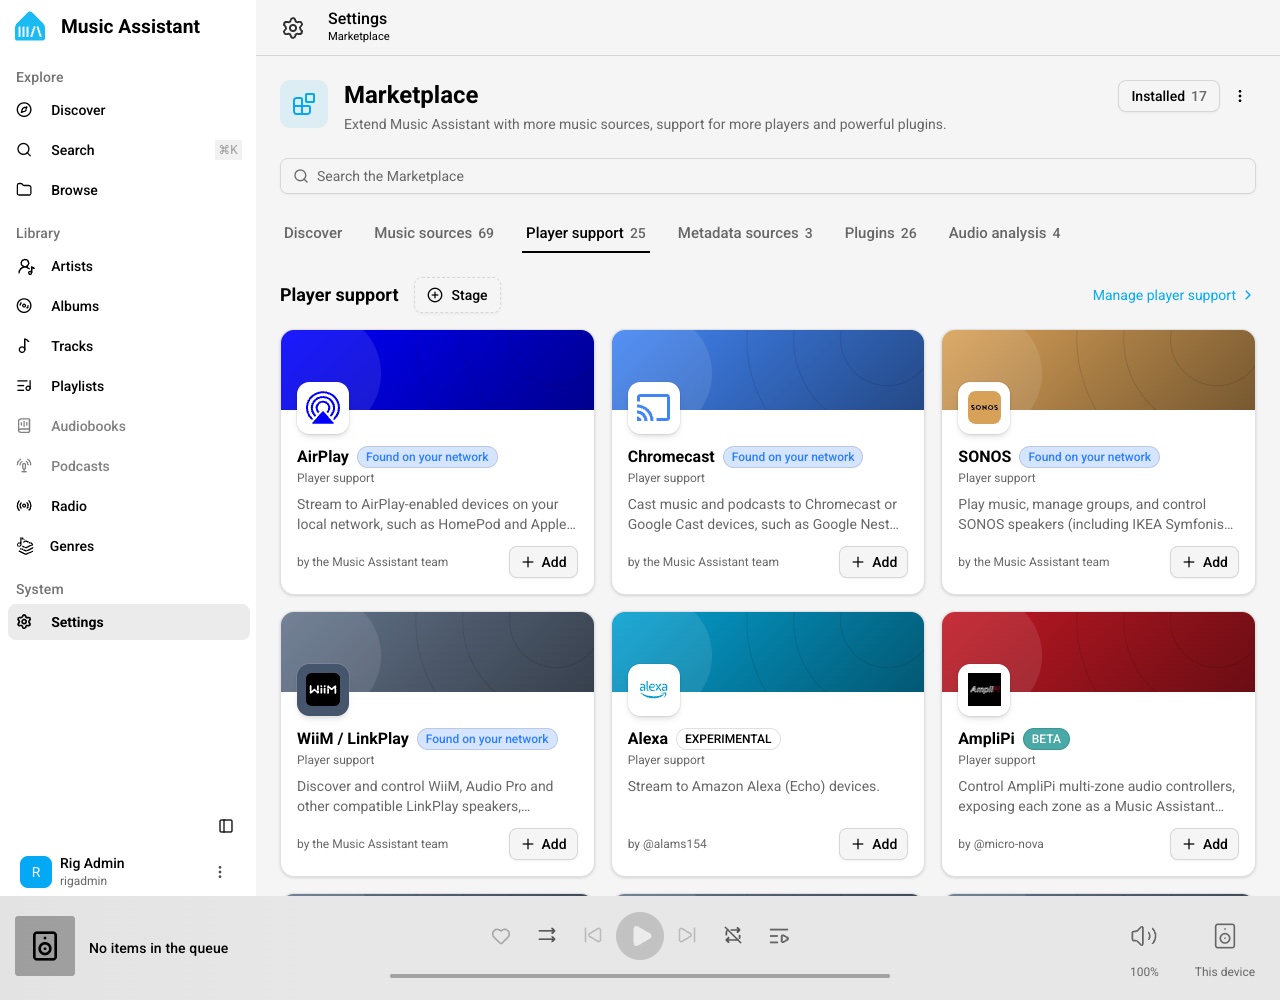 Music Assistant
Explore
Discover
Search ⌘K
Browse
Library
Artists
Albums
Tracks
Playlists
Audiobooks
Podcasts
Radio
Genres
System
Settings
R
Rig Admin
rigadmin
Settings
Marketplace
Marketplace
Extend Music Assistant with more music sources, support for more players and powerful plugins.
Installed 17
Search the Marketplace
Discover Music sources 69 Player support 25 Metadata sources 3 Plugins 26 Audio analysis 4
Player support Stage Manage player support
AirPlay Found on your network
Player support
Stream to AirPlay-enabled devices on your
local network, such as HomePod and Apple…
by the Music Assistant team Add
Chromecast Found on your network
Player support
Cast music and podcasts to Chromecast or
Google Cast devices, such as Google Nest…
by the Music Assistant team Add
SONOS
SONOS Found on your network
Player support
Play music, manage groups, and control
SONOS speakers (including IKEA Symfonis…
by the Music Assistant team Add
WiiM
WiiM / LinkPlay Found on your network
Player support
Discover and control WiiM, Audio Pro and
other compatible LinkPlay speakers,…
by the Music Assistant team Add
alexa
Alexa EXPERIMENTAL
Player support
Stream to Amazon Alexa (Echo) devices.
by @alams154 Add
AmpliPi
AmpliPi BETA
Player support
Control AmpliPi multi-zone audio controllers,
exposing each zone as a Music Assistant…
by @micro-nova Add
No items in the queue
100%
This device